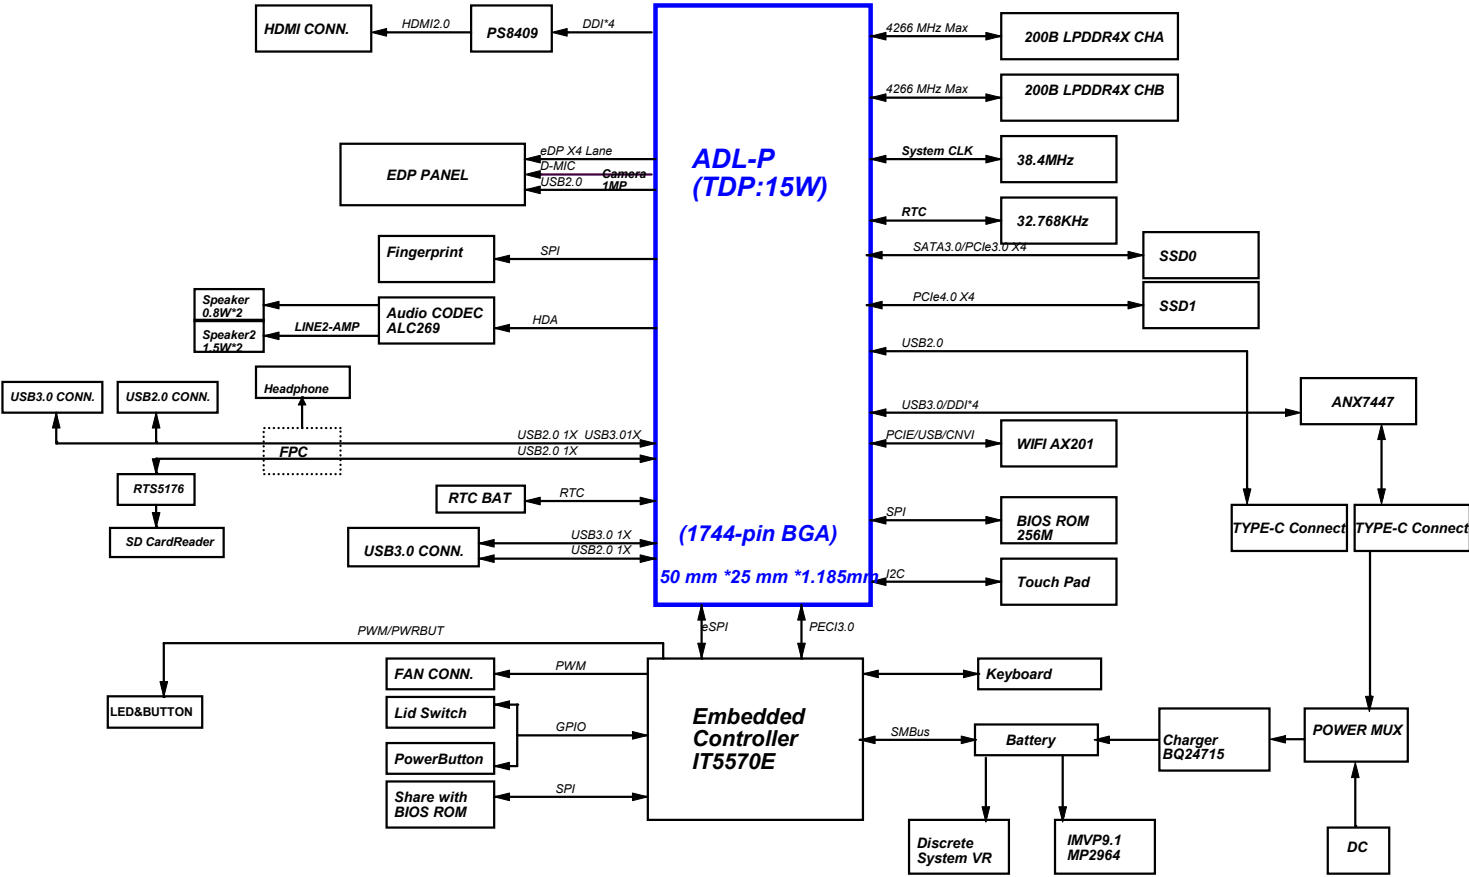 HDMI CONN.
HDMI2.0
PS8409
DDI*4
4266 MHz Max
200B LPDDR4X CHA
4266 MHz Max
200B LPDDR4X CHB
ADL-P
(TDP:15W)
System CLK
38.4MHz
EDP PANEL
eDP X4 Lane
D-MIC
Camera
1MP
USB2.0
RTC
32.768KHz
Fingerprint
SPI
SATA3.0/PCIe3.0 X4
SSD0
Speaker
0.8W*2
Speaker2
1.5W*2
LINE2-AMP
Audio CODEC
ALC269
HDA
PCIe4.0 X4
SSD1
USB2.0
USB3.0 CONN.
USB2.0 CONN.
Headphone
USB3.0/DDI*4
ANX7447
USB2.0 1X USB3.01X
FPC
USB2.0 1X
PCIE/USB/CNVI
WIFI AX201
RTS5176
RTC BAT
RTC
SD CardReader
USB3.0 CONN.
USB3.0 1X
USB2.0 1X
(1744-pin BGA)
50 mm *25 mm *1.185mm
SPI
BIOS ROM
256M
TYPE-C Connect
TYPE-C Connect
I2C
Touch Pad
eSPI
PECI3.0
PWM/PWRBUT
FAN CONN.
PWM
Keyboard
LED&BUTTON
Lid Switch
GPIO
PowerButton
Embedded
Controller
IT5570E
SMBus
Battery
Charger
BQ24715
POWER MUX
Share with
BIOS ROM
SPI
Discrete
System VR
IMVP9.1
MP2964
DC